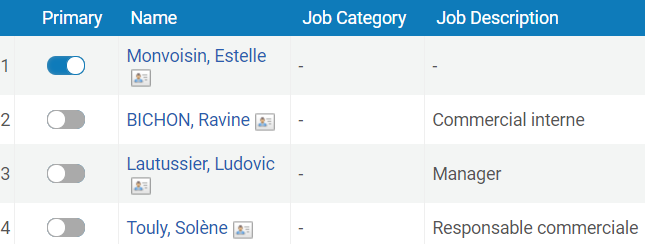 Primary Name Job Category Job Description
1 Monvoisin, Estelle - -
2 BICHON, Ravine - Commercial interne
3 Lautussier, Ludovic - Manager
4 Touly, Solène - Responsable commerciale